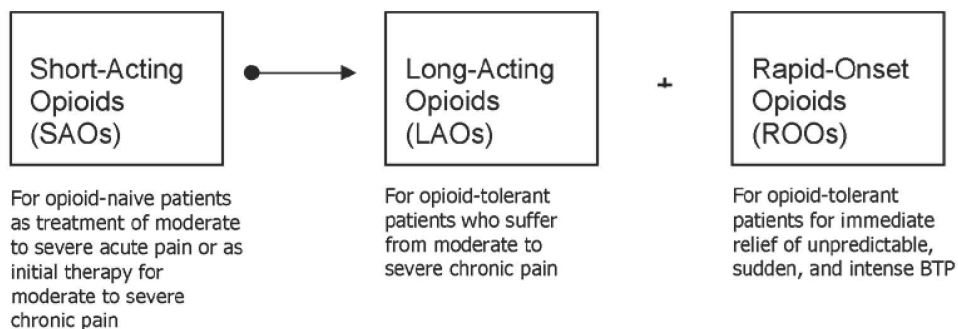 Short-Acting
Opioids
(SAOs)
Long-Acting
Opioids
(LAOs)
+
Rapid-Onset
Opioids
(ROOs)
For opioid-naive patients
as treatment of moderate
to severe acute pain or as
initial therapy for
moderate to severe
chronic pain
For opioid-tolerant
patients who suffer
from moderate to
severe chronic pain
For opioid-tolerant
patients for immediate
relief of unpredictable,
sudden, and intense BTP